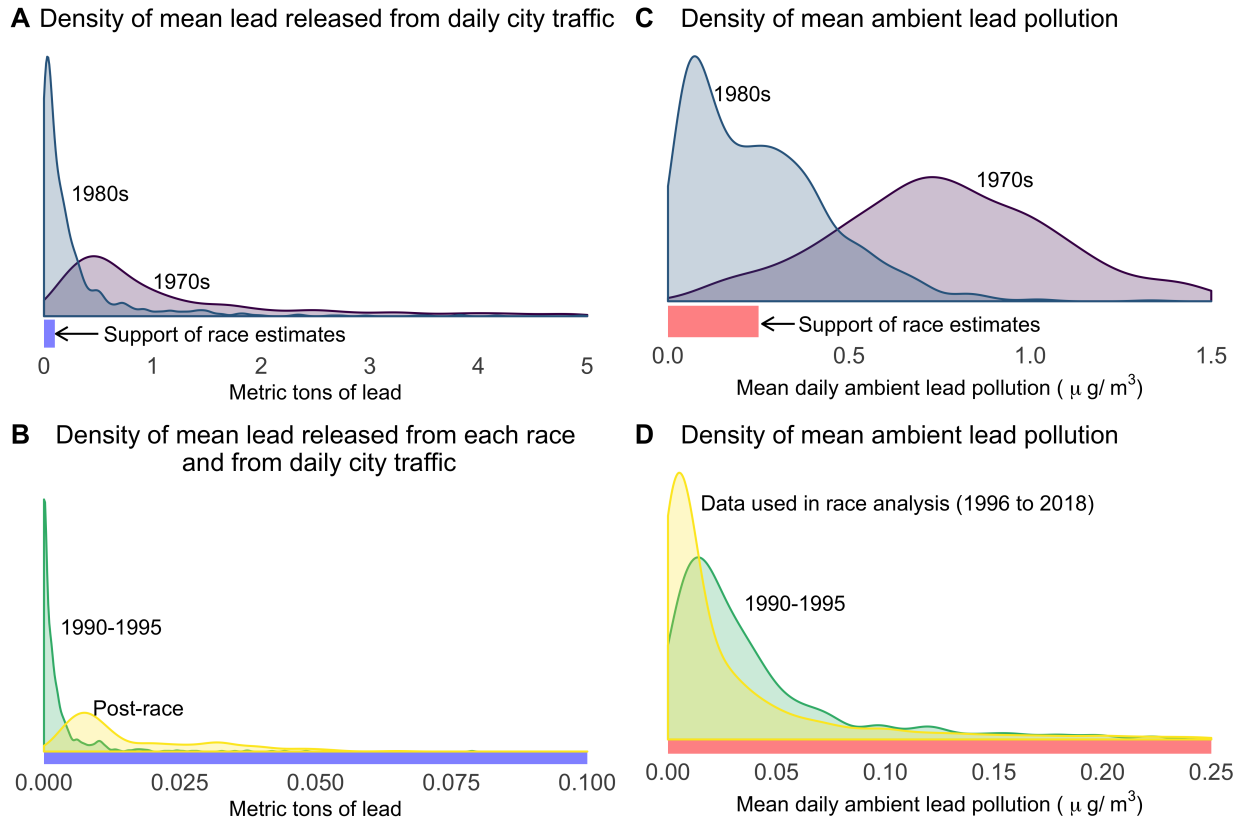 A Density of mean lead released from daily city traffic
1980s
1970s
Support of race estimates
0 1 2 3 4 5
Metric tons of lead
C Density of mean ambient lead pollution
1980s
1970s
Support of race estimates
0.0 0.5 1.0 1.5
Mean daily ambient lead pollution ( μ g/ m³)
B Density of mean lead released from each race
and from daily city traffic
1990-1995
Post-race
0.000 0.025 0.050 0.075 0.100
Metric tons of lead
D Density of mean ambient lead pollution
Data used in race analysis (1996 to 2018)
1990-1995
0.00 0.05 0.10 0.15 0.20 0.25
Mean daily ambient lead pollution ( μ g/ m³)